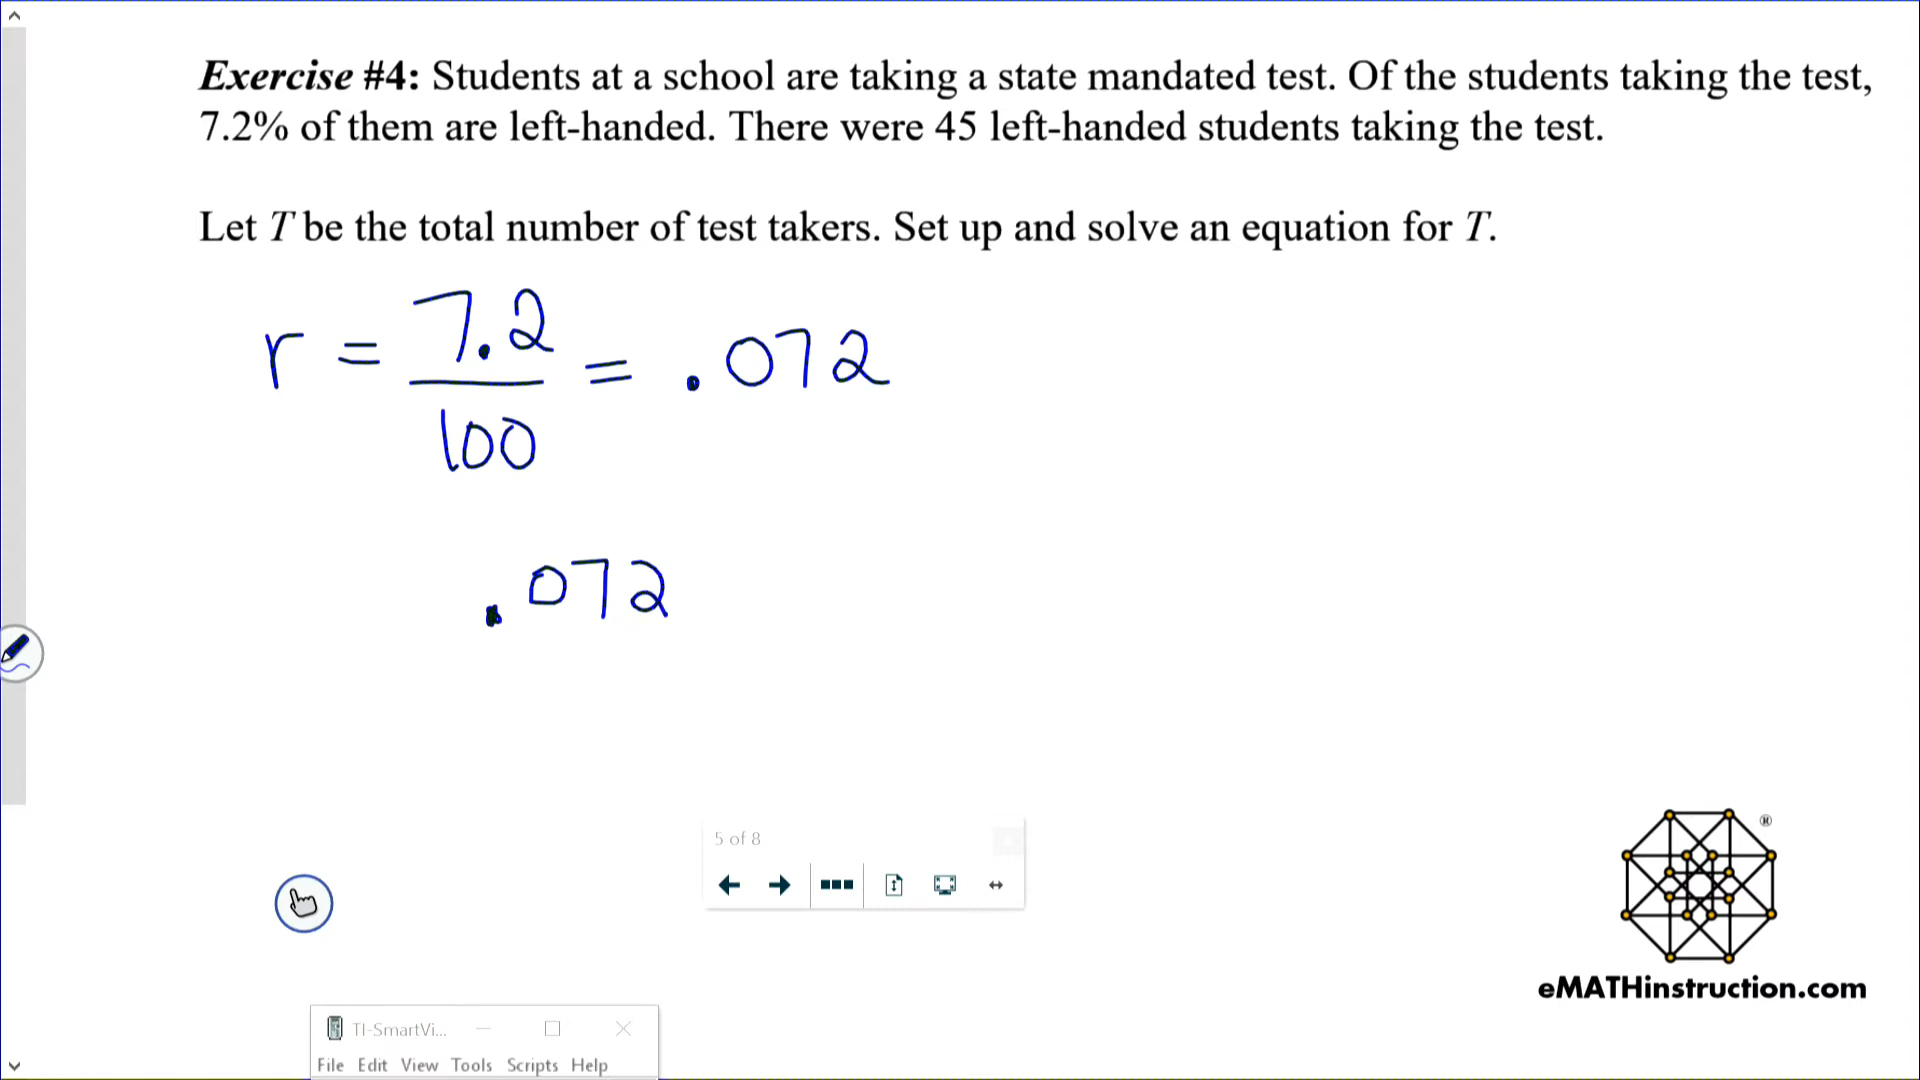 Exercise #4: Students at a school are taking a state mandated test. Of the students taking the test,
7.2% of them are left-handed. There were 45 left-handed students taking the test.
Let T be the total number of test takers. Set up and solve an equation for T.
r = 7.2/100 = .072
.072
5 of 8
®
eMATHinstruction.com
TI-SmartVi...
File Edit View Tools Scripts Help